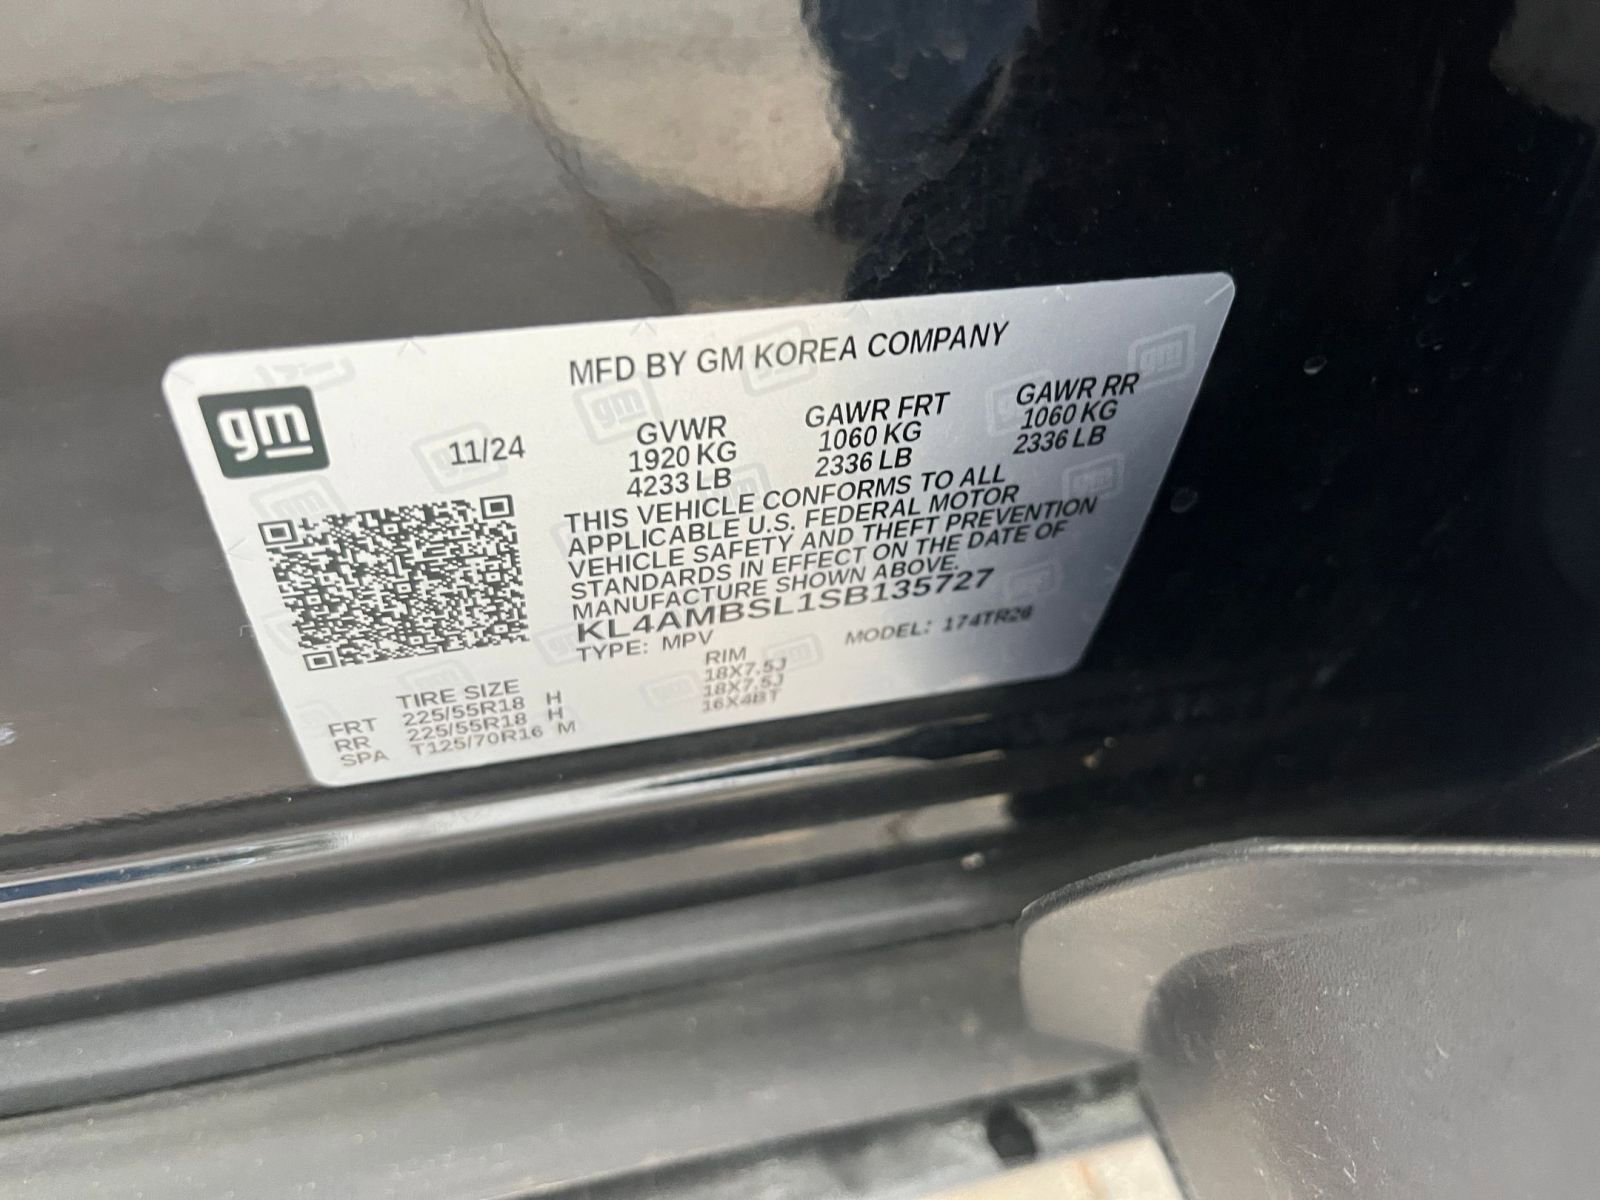 gm
MFD BY GM KOREA COMPANY
11/24
GVWR GAWR FRT GAWR RR
1920 KG 1060 KG 1060 KG
4233 LB 2336 LB 2336 LB
THIS VEHICLE CONFORMS TO ALL
APPLICABLE U.S. FEDERAL MOTOR
VEHICLE SAFETY AND THEFT PREVENTION
STANDARDS IN EFFECT ON THE DATE OF
MANUFACTURE SHOWN ABOVE.
KL4AMBSL1SB135727
TYPE: MPV MODEL: 174TR26
TIRE SIZE RIM
FRT 225/55R18 H 18X7.5J
RR 225/55R18 H 18X7.5J
SPA T125/70R16 M 16X4BT